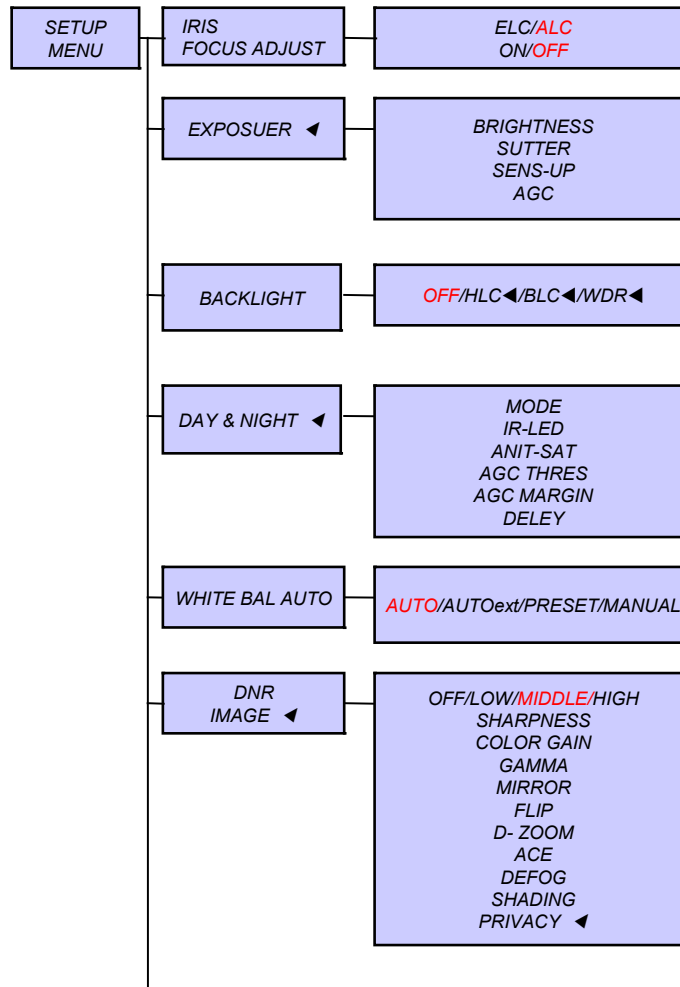 SETUP
MENU
IRIS
FOCUS ADJUST
ELC/ALC
ON/OFF
EXPOSUER ◄
BRIGHTNESS
SUTTER
SENS-UP
AGC
BACKLIGHT
OFF/HLC◄/BLC◄/WDR◄
DAY & NIGHT ◄
MODE
IR-LED
ANIT-SAT
AGC THRES
AGC MARGIN
DELEY
WHITE BAL AUTO
AUTO/AUTOext/PRESET/MANUAL
DNR
IMAGE ◄
OFF/LOW/MIDDLE/HIGH
SHARPNESS
COLOR GAIN
GAMMA
MIRROR
FLIP
D- ZOOM
ACE
DEFOG
SHADING
PRIVACY ◄